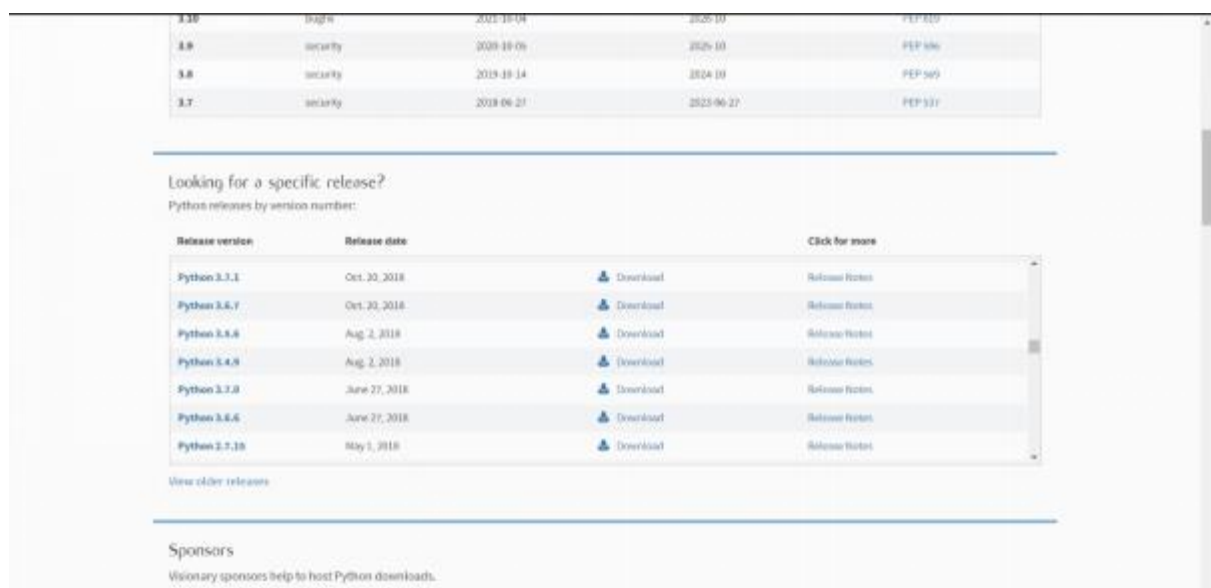 3.10 bugfix 2021-10-04 2026-10 PEP 619
3.9 security 2020-10-05 2025-10 PEP 596
3.8 security 2019-10-14 2024-10 PEP 569
3.7 security 2018-06-27 2023-06-27 PEP 537
Looking for a specific release?
Python releases by version number:
Release version Release date Click for more
Python 3.7.1 Oct. 20, 2018 Download Release Notes
Python 3.6.7 Oct. 20, 2018 Download Release Notes
Python 3.5.6 Aug. 2, 2018 Download Release Notes
Python 3.4.9 Aug. 2, 2018 Download Release Notes
Python 3.7.0 June 27, 2018 Download Release Notes
Python 3.6.6 June 27, 2018 Download Release Notes
Python 2.7.15 May 1, 2018 Download Release Notes
View older releases
Sponsors
Visionary sponsors help to host Python downloads.